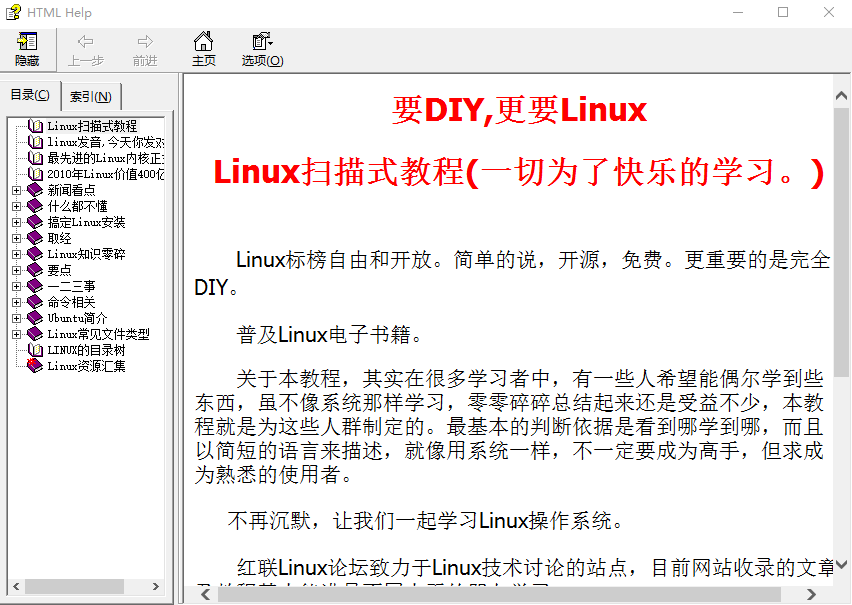 HTML Help
隐藏 上一步 前进 主页 选项(O)
目录(C) 索引(N)
Linux扫描式教程
linux发音,今天你发对
最先进的Linux内核正
2010年Linux价值400亿
新闻看点
什么都不懂
搞定Linux安装
取经
Linux知识零碎
要点
一二三事
命令相关
Ubuntu简介
Linux常见文件类型
LINUX的目录树
Linux资源汇集
要DIY,更要Linux
Linux扫描式教程(一切为了快乐的学习。)
Linux标榜自由和开放。简单的说，开源，免费。更重要的是完全
DIY。
普及Linux电子书籍。
关于本教程，其实在很多学习者中，有一些人希望能偶尔学到些
东西，虽不像系统那样学习，零零碎碎总结起来还是受益不少，本教
程就是为这些人群制定的。最基本的判断依据是看到哪学到哪，而且
以简短的语言来描述，就像用系统一样，不一定要成为高手，但求成
为熟悉的使用者。
不再沉默，让我们一起学习Linux操作系统。
红联Linux论坛致力于Linux技术讨论的站点，目前网站收录的文章